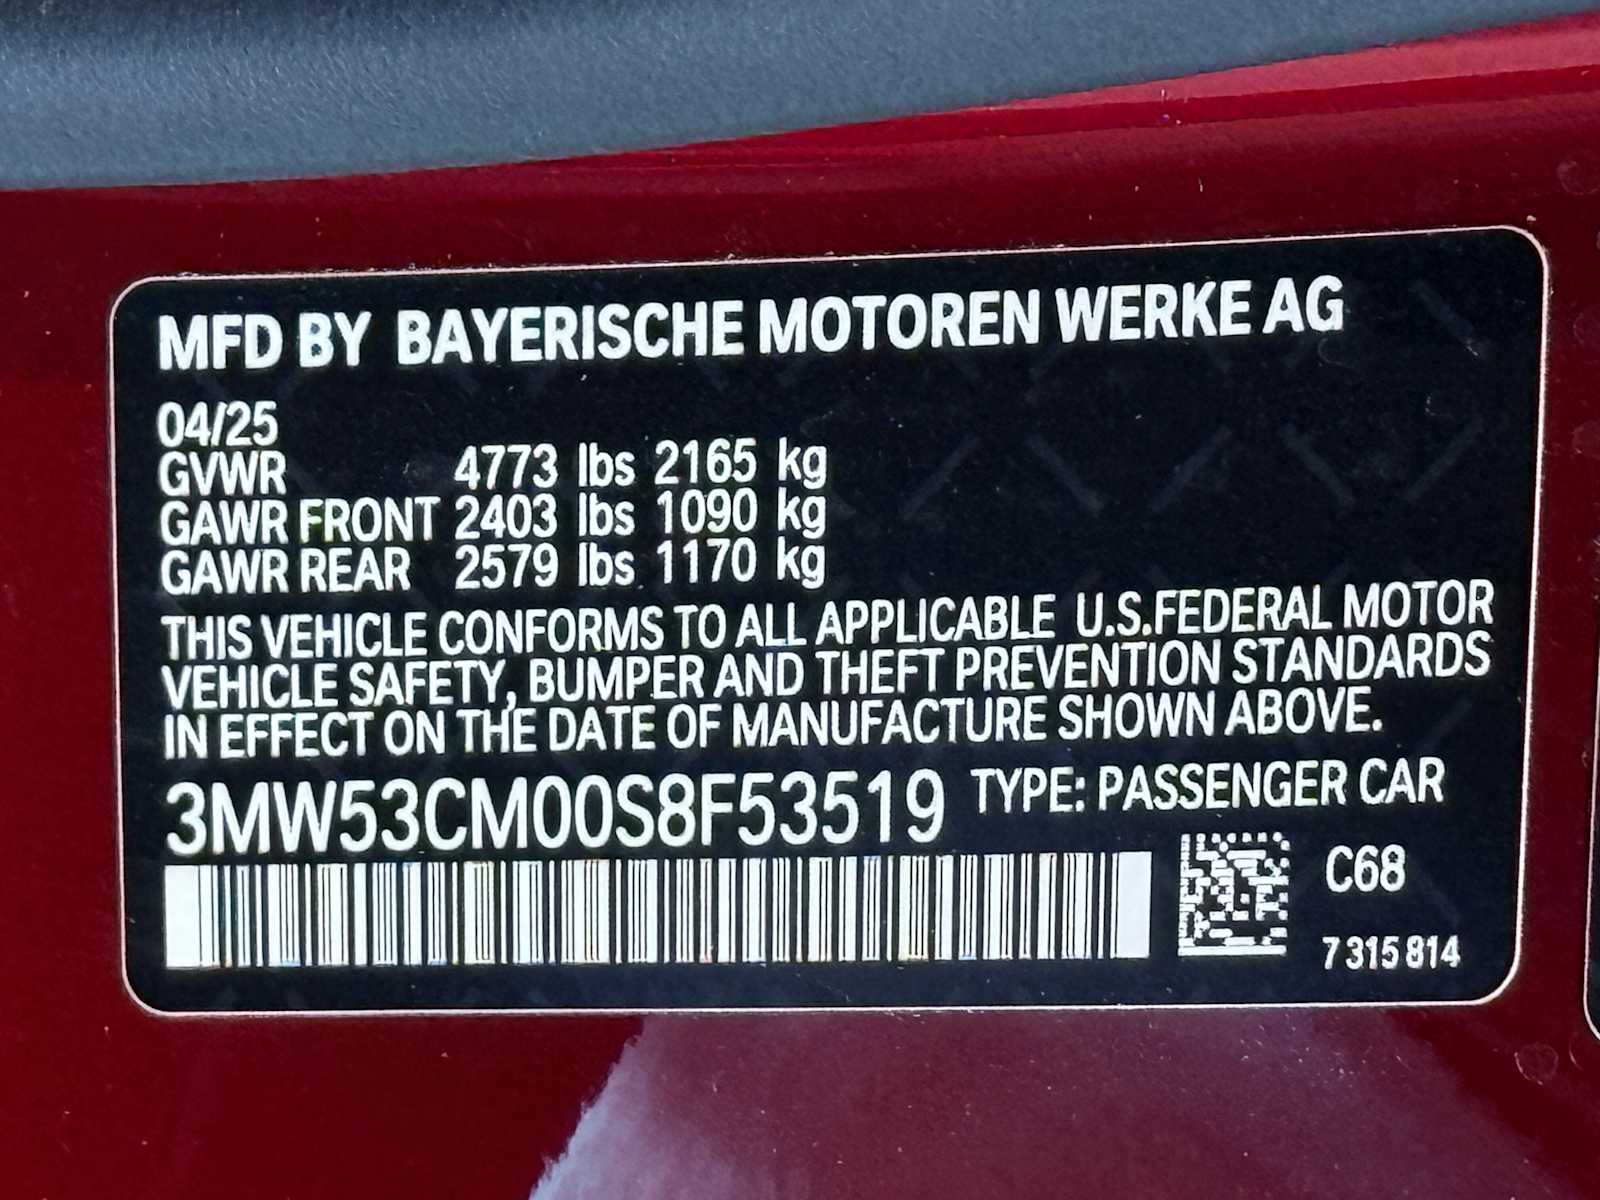 MFD BY BAYERISCHE MOTOREN WERKE AG
04/25
GVWR 4773 lbs 2165 kg
GAWR FRONT 2403 lbs 1090 kg
GAWR REAR 2579 lbs 1170 kg
THIS VEHICLE CONFORMS TO ALL APPLICABLE U.S.FEDERAL MOTOR
VEHICLE SAFETY, BUMPER AND THEFT PREVENTION STANDARDS
IN EFFECT ON THE DATE OF MANUFACTURE SHOWN ABOVE.
3MW53CM00S8F53519 TYPE: PASSENGER CAR
C68
7 315 814